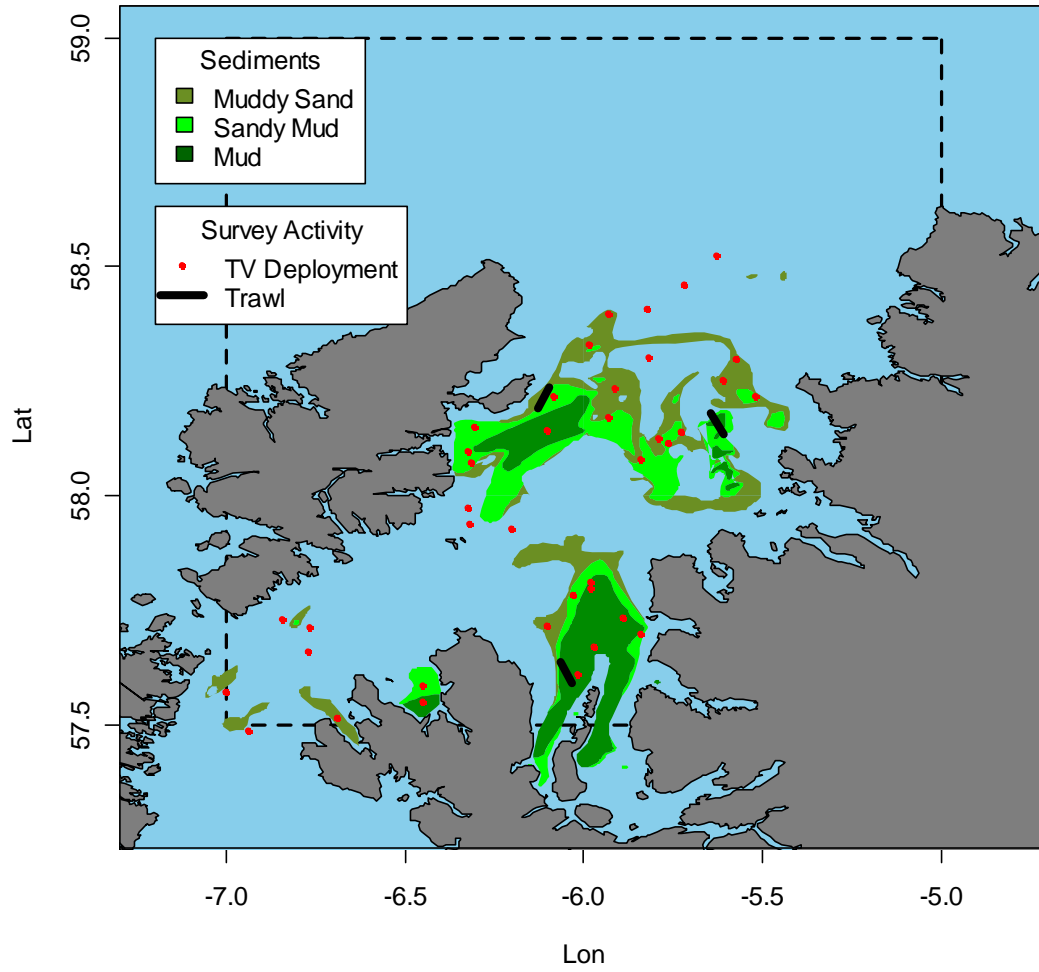 59.0
58.5
58.0
57.5
Lat
Sediments
Muddy Sand
Sandy Mud
Mud
Survey Activity
TV Deployment
Trawl
-7.0 -6.5 -6.0 -5.5 -5.0
Lon